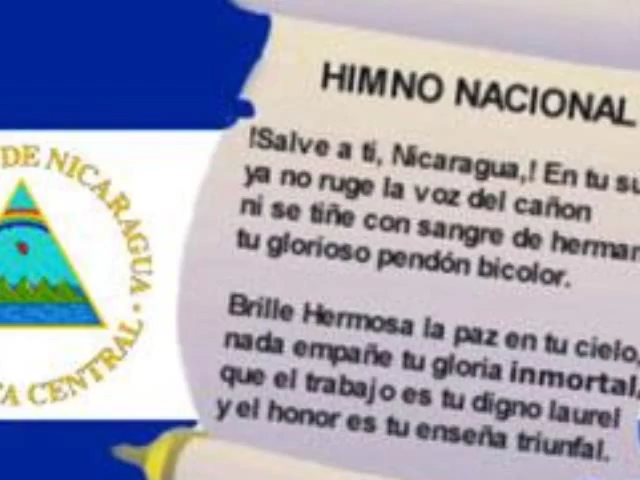 DE NICARAGUA
CENTRAL
HIMNO NACIONAL
!Salve a ti, Nicaragua,! En tu
ya no ruge la voz del cañon
ni se tiñe con sangre de
tu glorioso pendón bicolor.
Brille Hermosa la paz en tu cielo,
nada empañe tu gloria inmortal,
que el trabajo es tu digno laurel
y el honor es tu enseña triunfal.